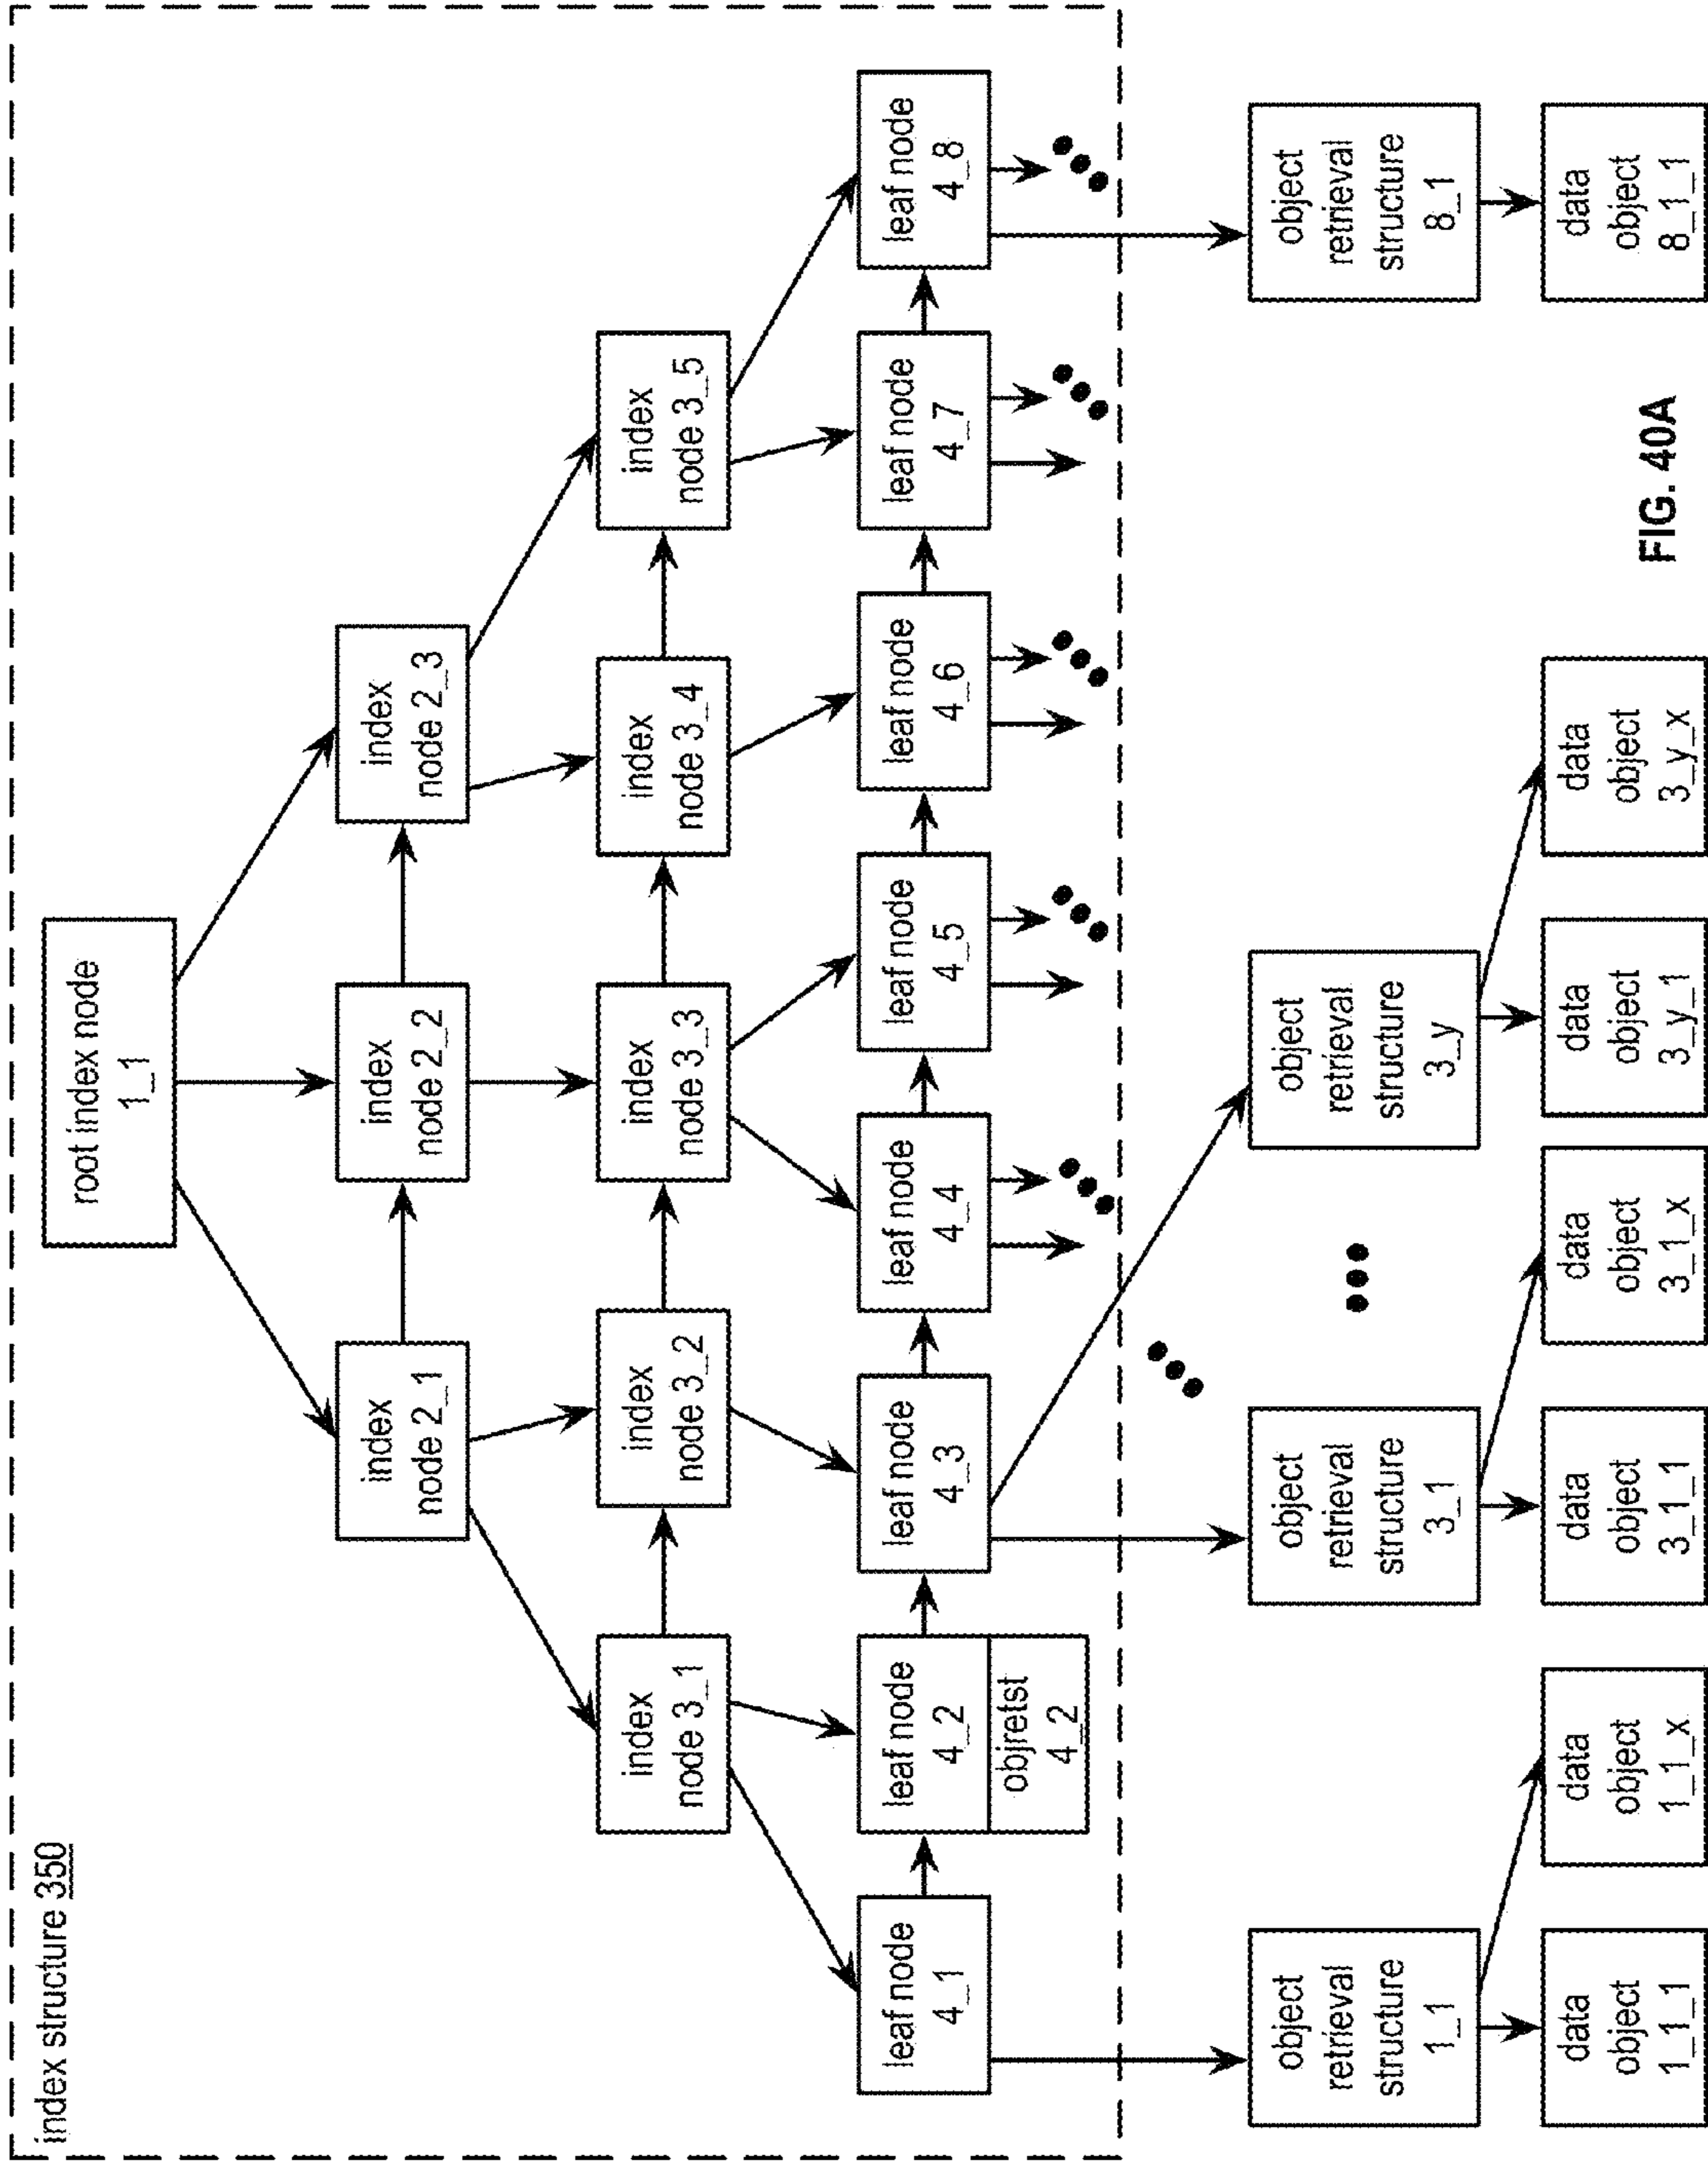 index structure 350
root index node
1_1
index
node 2_1
index
node 2_2
index
node 2_3
index
node 3_1
index
node 3_2
index
node 3_3
index
node 3_4
index
node 3_5
leaf node
4_1
leaf node
4_2
objretst
4_2
leaf node
4_3
leaf node
4_4
leaf node
4_5
leaf node
4_6
leaf node
4_7
leaf node
4_8
object
retrieval
structure
1_1
object
retrieval
structure
3_1
object
retrieval
structure
3_y
object
retrieval
structure
8_1
data
object
1_1_1
data
object
1_1_x
data
object
3_1_1
data
object
3_1_x
data
object
3_y_1
data
object
3_y_x
data
object
8_1_1
FIG. 40A